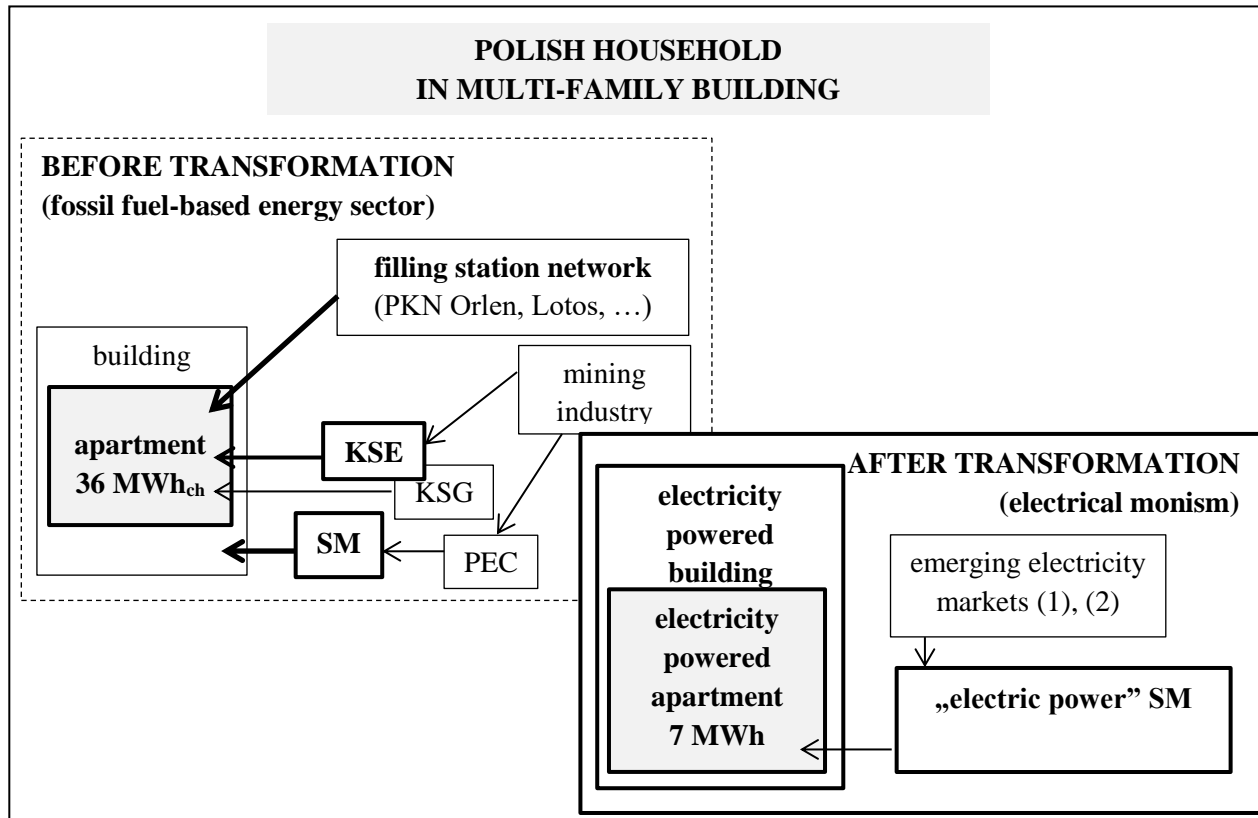 POLISH HOUSEHOLD
IN MULTI-FAMILY BUILDING
BEFORE TRANSFORMATION
(fossil fuel-based energy sector)
filling station network
(PKN Orlen, Lotos, …)
building
apartment
36 MWhch
mining
industry
KSE
KSG
SM
PEC
AFTER TRANSFORMATION
(electrical monism)
electricity
powered
building
electricity
powered
apartment
7 MWh
emerging electricity
markets (1), (2)
„electric power” SM